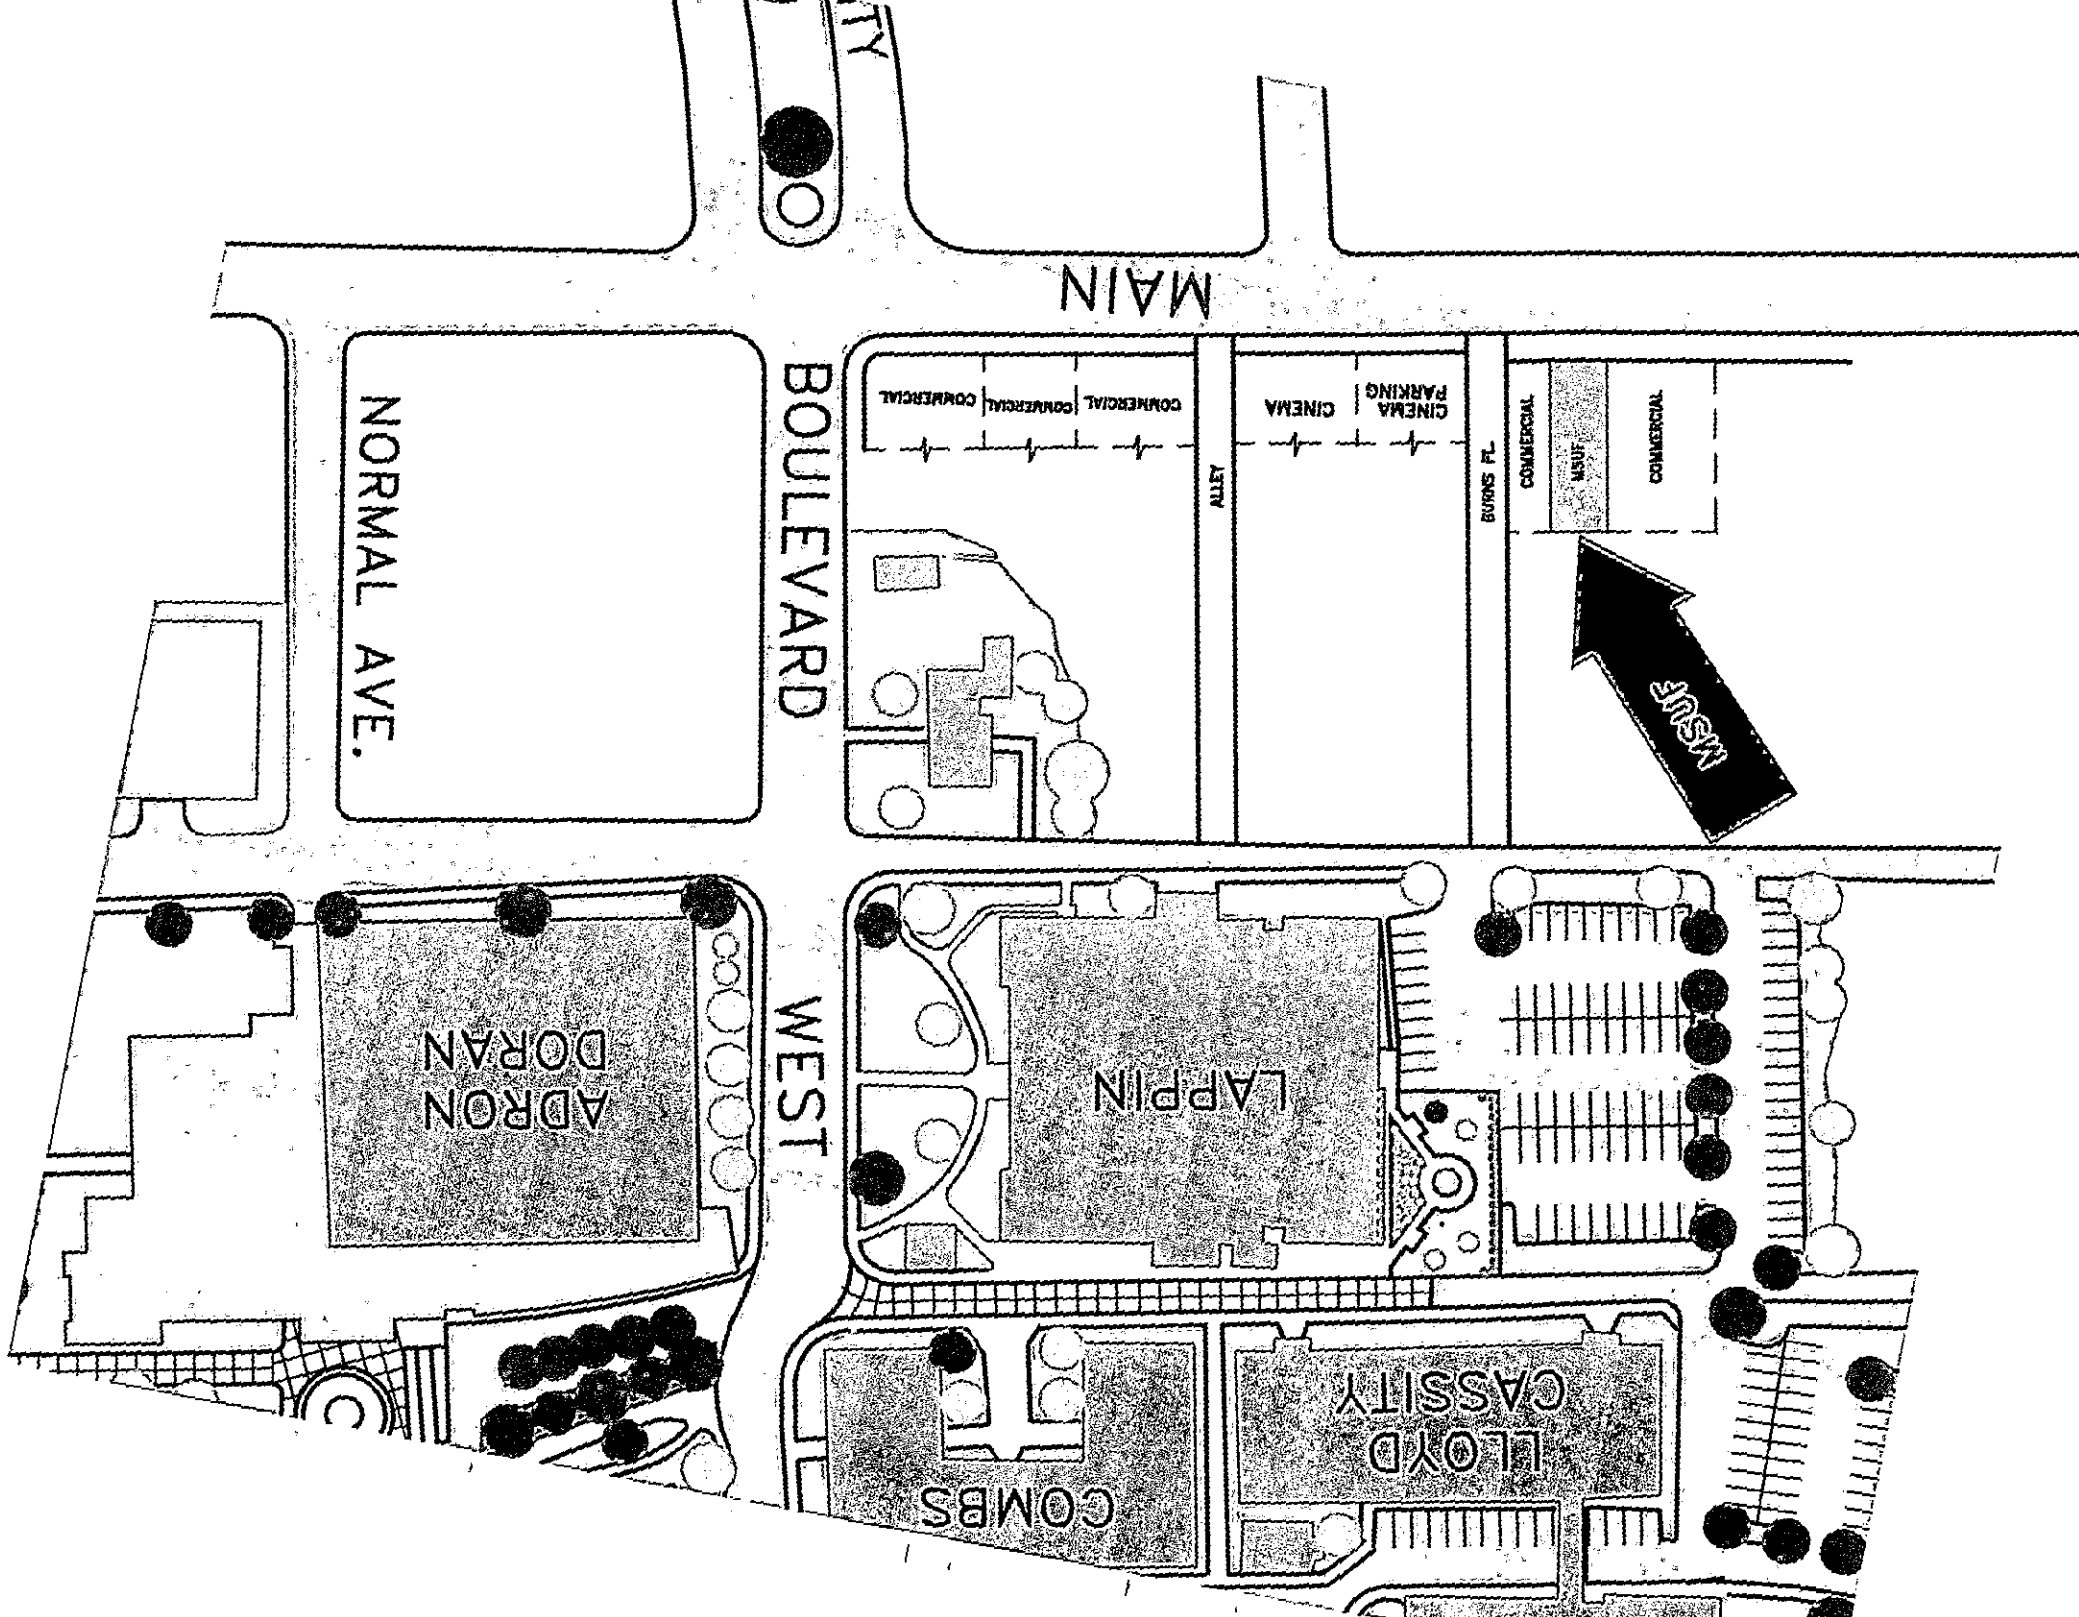 TY
MAIN
BOULEVARD
NORMAL AVE.
COMMERCIAL
COMMERCIAL
COMMERCIAL
CINEMA
CINEMA
PARKING
ALLEY
BURNS PL.
COMMERCIAL
MSUF
COMMERCIAL
MSUF
WEST
ADRON
DORAN
LAPPIN
LLOYD
CASSITY
COMBS